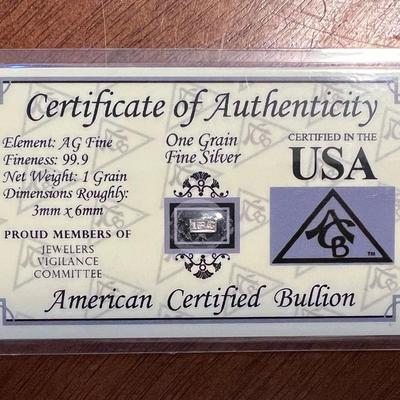 Certificate of Authenticity
Element: AG Fine
Fineness: 99.9
Net Weight: 1 Grain
Dimensions Roughly:
3mm x 6mm
PROUD MEMBERS OF
JEWELERS
VIGILANCE
COMMITTEE
One Grain
Fine Silver
CERTIFIED IN THE
USA
ACB
TM
American Certified Bullion